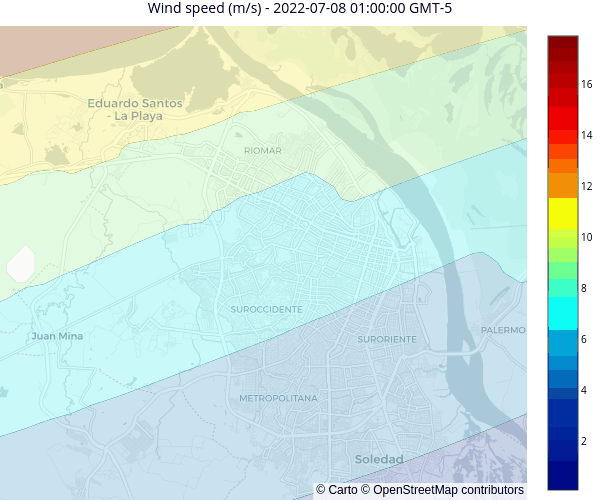 Wind speed (m/s) - 2022-07-08 01:00:00 GMT-5
Eduardo Santos
- La Playa
RIOMAR
SUROCCIDENTE
Juan Mina
SURORIENTE
PALERMO
METROPOLITANA
Soledad
© Carto © OpenStreetMap contributors
16
14
12
10
8
6
4
2